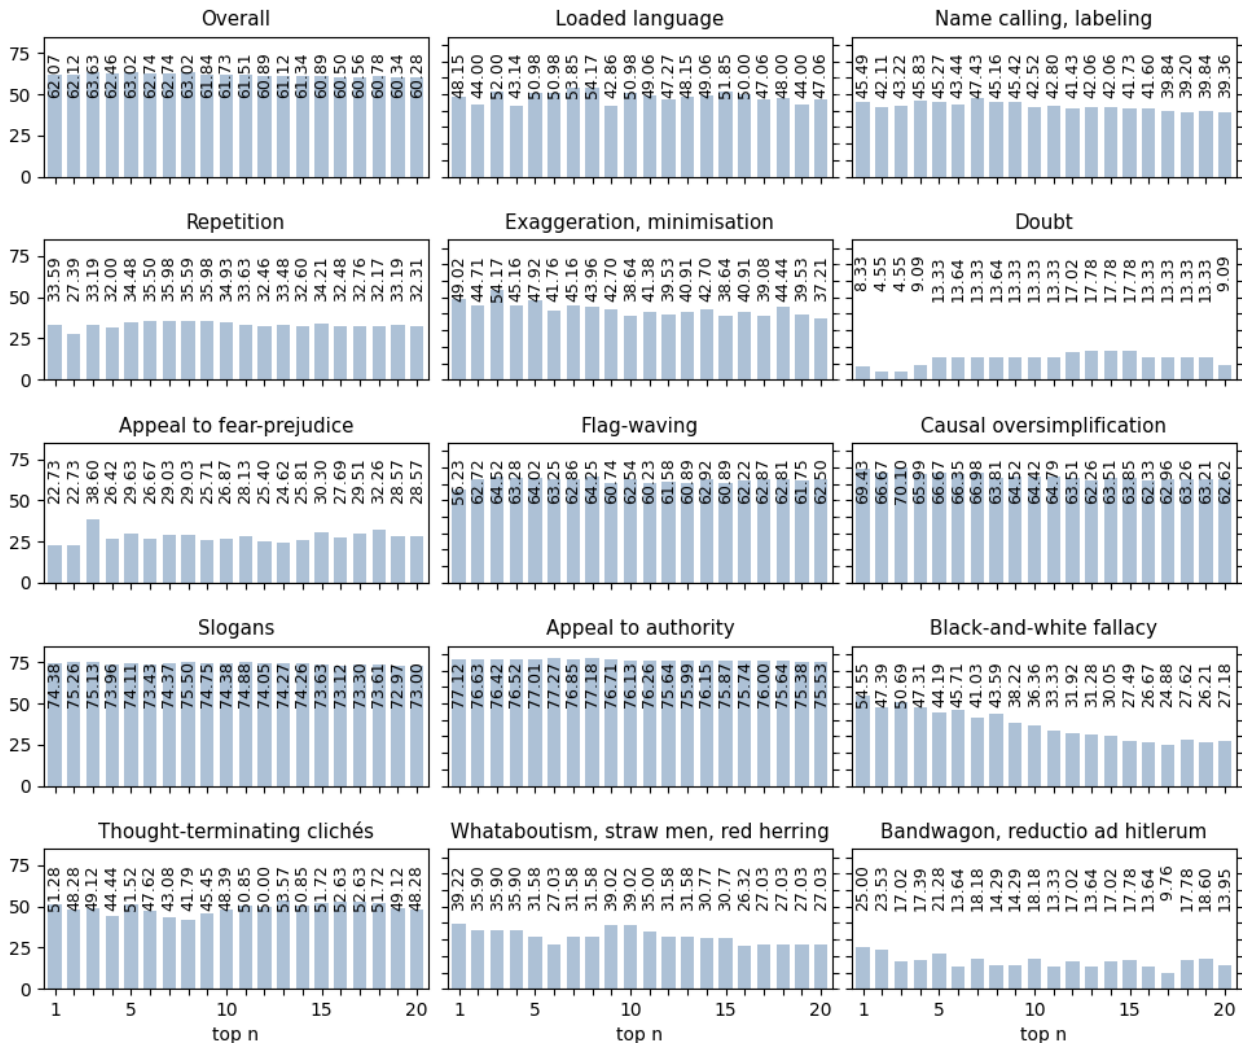 Overall
62.07 62.12 63.63 62.46 63.02 62.74 62.74 63.02 61.84 61.73 61.51 60.89 61.12 61.34 60.89 60.50 60.56 60.78 60.34 60.28
75
50
25
0
Loaded language
48.15 44.00 52.00 43.14 50.98 50.98 53.85 54.17 42.86 50.98 49.06 47.27 48.15 49.06 51.85 50.00 47.06 48.00 44.00 47.06
Name calling, labeling
45.49 42.11 43.22 45.83 45.27 43.44 47.43 45.16 45.42 42.52 42.80 41.43 42.06 42.06 41.73 41.60 39.84 39.20 39.84 39.36
Repetition
33.59 27.39 33.19 32.00 34.48 35.50 35.98 35.59 35.98 34.93 33.63 32.46 33.48 32.60 34.21 32.48 32.76 32.17 33.19 32.31
75
50
25
0
Exaggeration, minimisation
49.02 44.71 54.17 45.16 47.92 41.76 45.16 43.96 42.70 38.64 41.38 39.53 40.91 42.70 38.64 40.91 39.08 44.44 39.53 37.21
Doubt
8.33 4.55 4.55 9.09 13.33 13.64 13.33 13.64 13.33 13.33 13.33 17.02 17.78 17.78 17.78 13.33 13.33 13.33 13.33 9.09
Appeal to fear-prejudice
22.73 22.73 38.60 26.42 29.63 26.67 29.03 29.03 25.71 26.87 28.13 25.40 24.62 25.81 30.30 27.69 29.51 32.26 28.57 28.57
75
50
25
0
Flag-waving
56.23 62.72 64.52 63.28 64.02 63.25 62.86 64.25 60.74 62.54 60.23 61.58 60.89 62.92 60.89 62.22 62.87 62.81 61.75 62.50
Causal oversimplification
69.43 66.67 70.10 65.99 66.67 66.35 66.98 63.81 64.52 64.42 64.79 63.51 62.26 63.51 63.85 62.33 62.96 63.26 63.21 62.62
Slogans
74.38 75.26 75.13 73.96 74.11 73.43 74.37 75.50 74.75 74.38 74.88 74.05 74.27 74.26 73.63 73.12 73.30 73.61 72.97 73.00
75
50
25
0
Appeal to authority
77.12 76.63 76.42 76.52 77.01 77.27 76.85 77.18 76.71 76.13 76.26 75.64 75.99 76.15 75.87 75.74 76.00 75.64 75.38 75.53
Black-and-white fallacy
54.55 47.39 50.69 47.31 44.19 45.71 41.03 43.59 38.22 36.36 33.33 31.92 31.28 30.05 27.49 26.67 24.88 27.62 26.21 27.18
Thought-terminating clichés
51.28 48.28 49.12 44.44 51.52 47.62 43.08 41.79 45.45 48.39 50.85 50.00 53.57 50.85 51.72 52.63 52.63 51.72 49.12 48.28
75
50
25
0
1 5 10 15 20
top n
Whataboutism, straw men, red herring
39.22 35.90 35.90 35.90 31.58 27.03 31.58 31.58 39.02 39.02 35.00 31.58 31.58 30.77 30.77 26.32 27.03 27.03 27.03 27.03
1 5 10 15 20
top n
Bandwagon, reductio ad hitlerum
25.00 23.53 17.02 17.39 21.28 13.64 18.18 14.29 14.29 18.18 13.33 17.02 13.64 17.02 17.78 13.64 9.76 17.78 18.60 13.95
1 5 10 15 20
top n